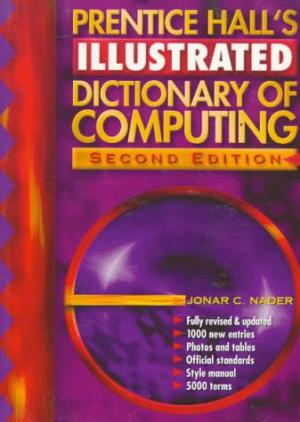 PRENTICE HALL'S
ILLUSTRATED
DICTIONARY OF
COMPUTING
SECOND EDITION
JONAR C. NADER
Fully revised & updated
1000 new entries
Photos and tables
Official standards
Style manual
5000 terms